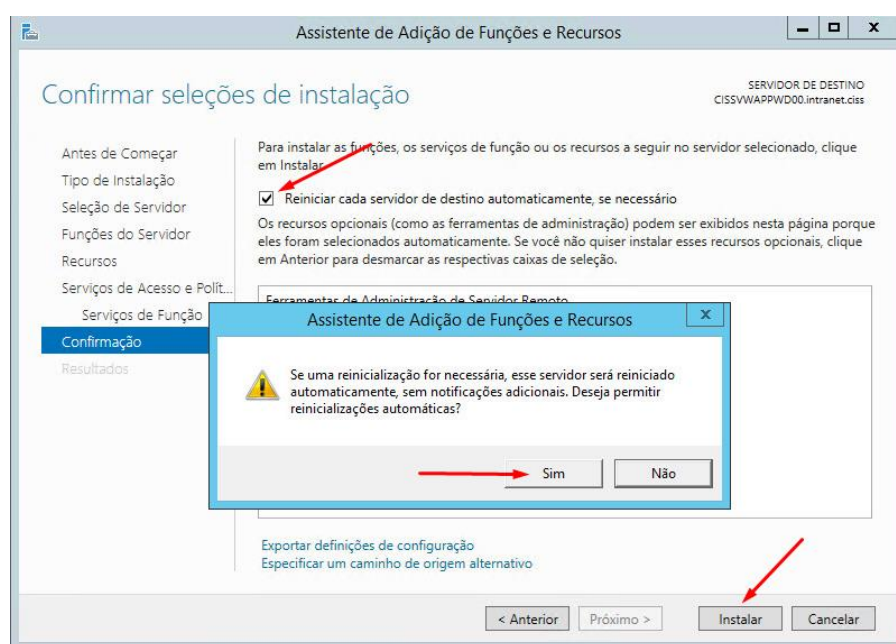 Assistente de Adição de Funções e Recursos
Confirmar seleções de instalação
SERVIDOR DE DESTINO
CISSVWAPPWD00.intranet.ciss
Antes de Começar
Tipo de Instalação
Seleção de Servidor
Funções do Servidor
Recursos
Serviços de Acesso e Polít...
Serviços de Função
Confirmação
Resultados
Para instalar as funções, os serviços de função ou os recursos a seguir no servidor selecionado, clique
em Instalar
Reiniciar cada servidor de destino automaticamente, se necessário
Os recursos opcionais (como as ferramentas de administração) podem ser exibidos nesta página porque
eles foram selecionados automaticamente. Se você não quiser instalar esses recursos opcionais, clique
em Anterior para desmarcar as respectivas caixas de seleção.
Ferramentas de Administração de Servidor Remoto
Assistente de Adição de Funções e Recursos
x
Se uma reinicialização for necessária, esse servidor será reiniciado
automaticamente, sem notificações adicionais. Deseja permitir
reinicializações automáticas?
Sim
Não
Exportar definições de configuração
Especificar um caminho de origem alternativo
< Anterior
Próximo >
Instalar
Cancelar